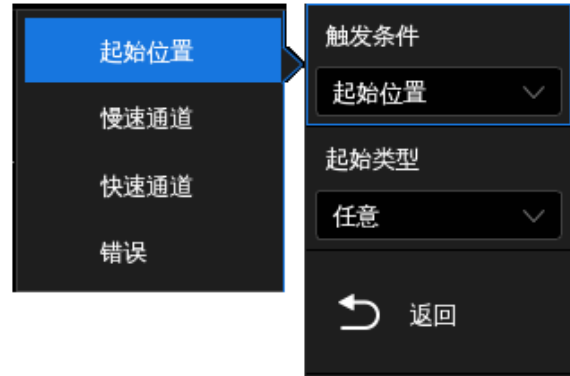 起始位置
慢速通道
快速通道
错误
触发条件
起始位置
起始类型
任意
返回